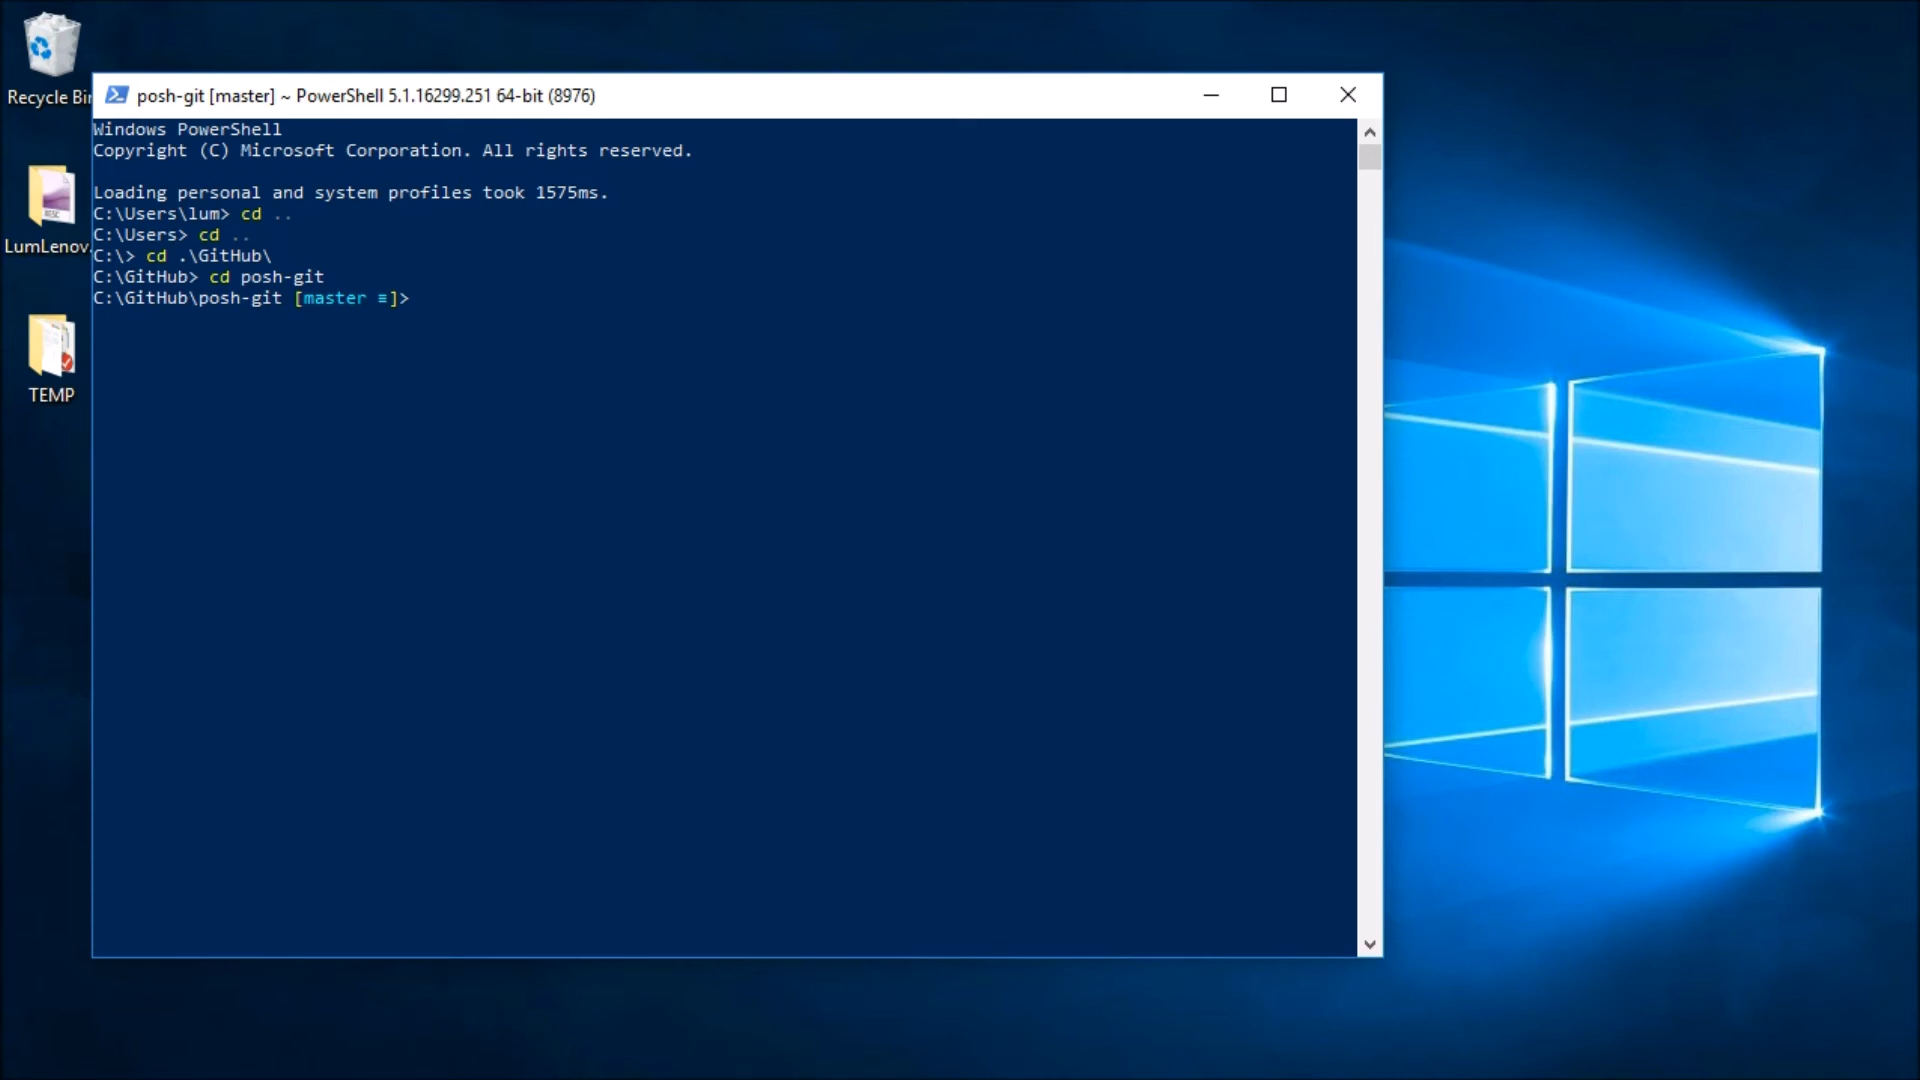 Recycle Bin
LumLenov
TEMP
posh-git [master] ~ PowerShell 5.1.16299.251 64-bit (8976)
Windows PowerShell
Copyright (C) Microsoft Corporation. All rights reserved.
Loading personal and system profiles took 1575ms.
C:\Users\lum> cd ..
C:\Users> cd ..
C:\> cd .\GitHub\
C:\GitHub> cd posh-git
C:\GitHub\posh-git [master ≡]>